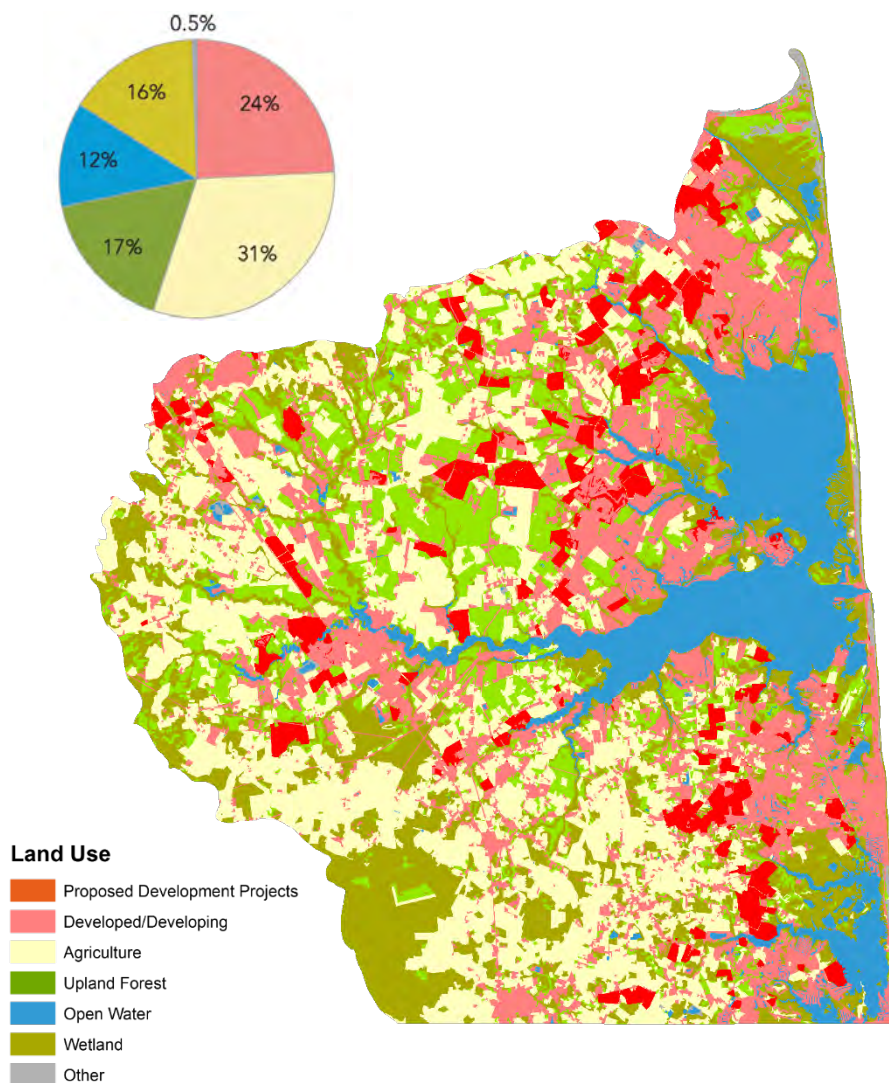 0.5%
16%
24%
12%
17%
31%
Land Use
Proposed Development Projects
Developed/Developing
Agriculture
Upland Forest
Open Water
Wetland
Other